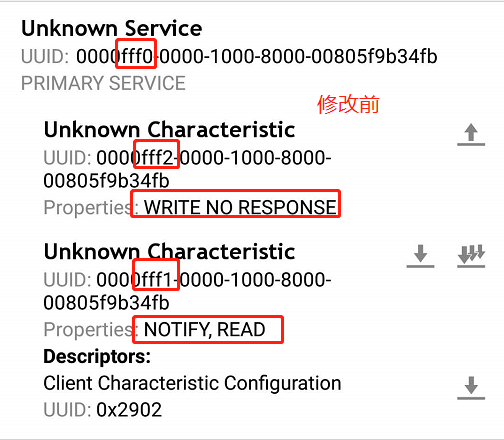 Unknown Service
UUID: 0000fff0-0000-1000-8000-00805f9b34fb
PRIMARY SERVICE
修改前
Unknown Characteristic
UUID: 0000fff2-0000-1000-8000-
00805f9b34fb
Properties: WRITE NO RESPONSE
Unknown Characteristic
UUID: 0000fff1-0000-1000-8000-
00805f9b34fb
Properties: NOTIFY, READ
Descriptors:
Client Characteristic Configuration
UUID: 0x2902